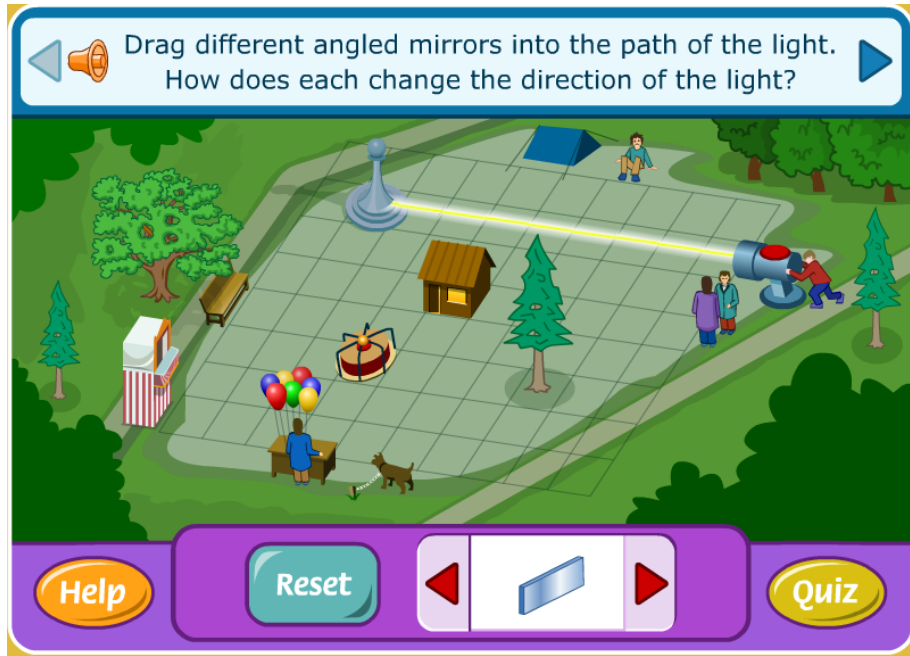 Drag different angled mirrors into the path of the light.
How does each change the direction of the light?
Help
Reset
Quiz